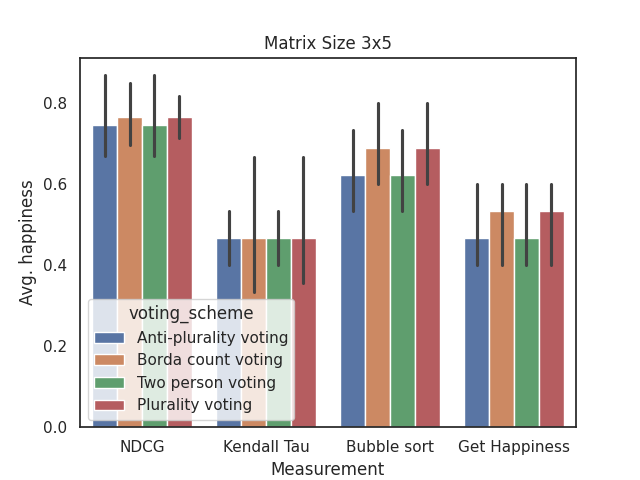 Matrix Size 3x5
Avg. happiness
0.8
0.6
0.4
0.2
0.0
voting_scheme
Anti-plurality voting
Borda count voting
Two person voting
Plurality voting
NDCG Kendall Tau Bubble sort Get Happiness
Measurement